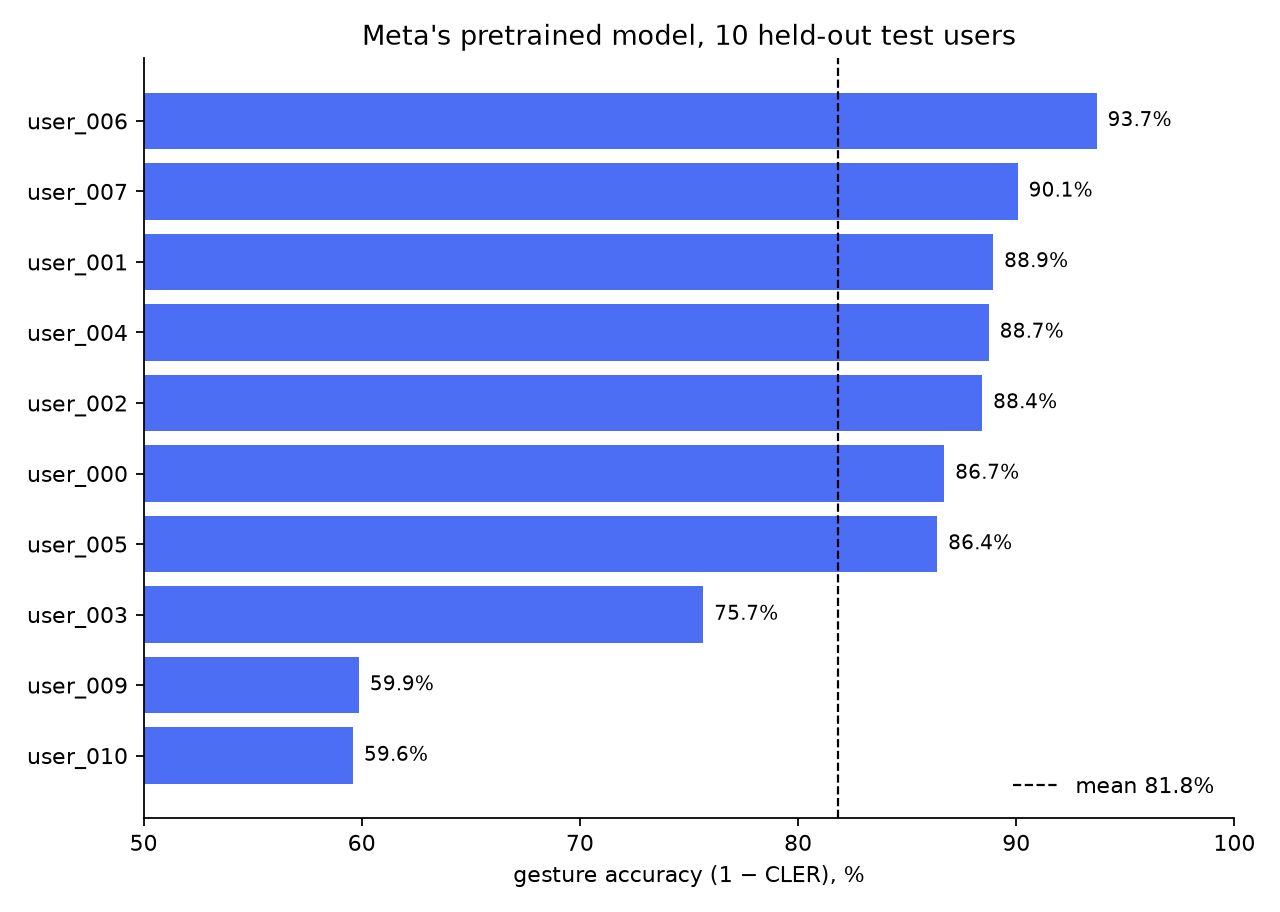 Meta's pretrained model, 10 held-out test users
user_006 93.7%
user_007 90.1%
user_001 88.9%
user_004 88.7%
user_002 88.4%
user_000 86.7%
user_005 86.4%
user_003 75.7%
user_009 59.9%
user_010 59.6%
mean 81.8%
50 60 70 80 90 100
gesture accuracy (1 − CLER), %